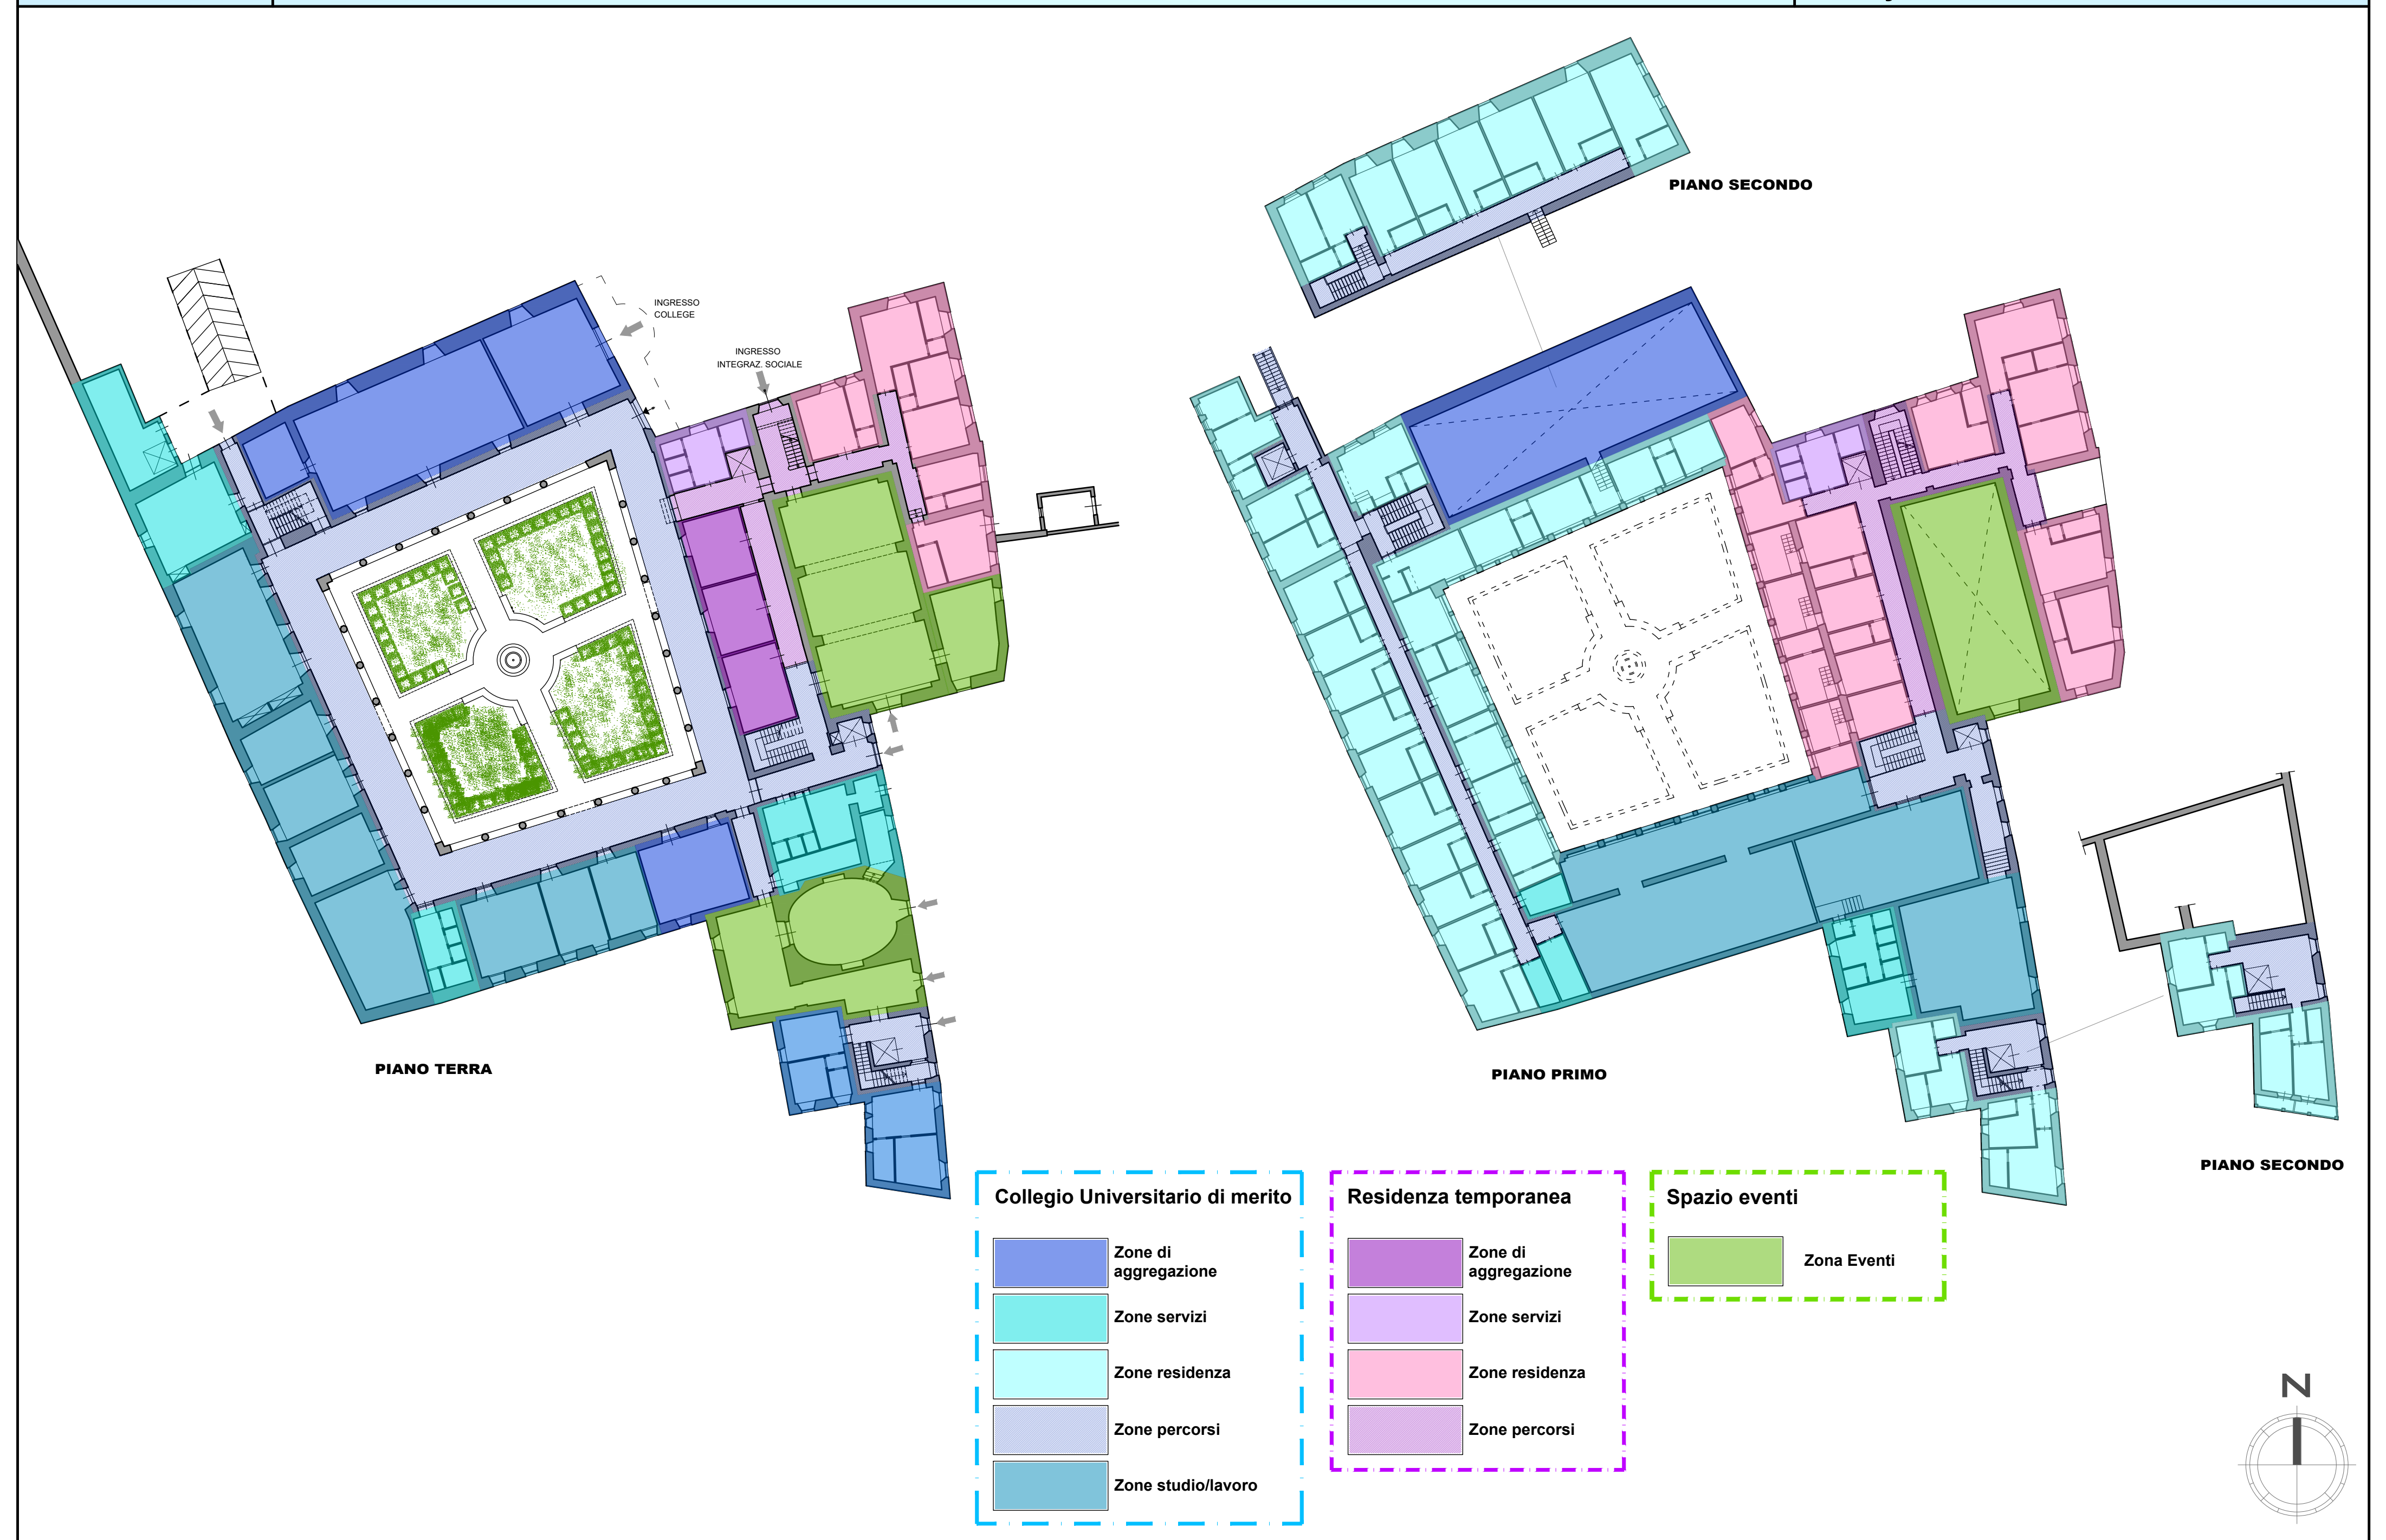 PIANO SECONDO
INGRESSO
COLLEGE
INGRESSO
INTEGRAZ. SOCIALE
PIANO TERRA
PIANO PRIMO
PIANO SECONDO
Collegio Universitario di merito
Zone di
aggregazione
Zone servizi
Zone residenza
Zone percorsi
Zone studio/lavoro
Residenza temporanea
Zone di
aggregazione
Zone servizi
Zone residenza
Zone percorsi
Spazio eventi
Zona Eventi
N